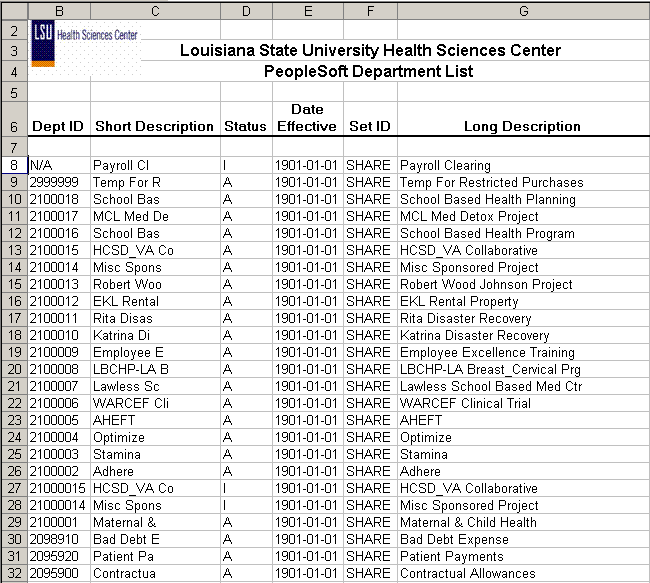 B C D E F G
2 LSU Health Sciences Center
3 Louisiana State University Health Sciences Center
4 PeopleSoft Department List
5
6 Dept ID Short Description Status Date Effective Set ID Long Description
7
8 N/A Payroll Cl I 1901-01-01 SHARE Payroll Clearing
9 2999999 Temp For R A 1901-01-01 SHARE Temp For Restricted Purchases
10 2100018 School Bas A 1901-01-01 SHARE School Based Health Planning
11 2100017 MCL Med De A 1901-01-01 SHARE MCL Med Detox Project
12 2100016 School Bas A 1901-01-01 SHARE School Based Health Program
13 2100015 HCSD_VA Co A 1901-01-01 SHARE HCSD_VA Collaborative
14 2100014 Misc Spons A 1901-01-01 SHARE Misc Sponsored Project
15 2100013 Robert Woo A 1901-01-01 SHARE Robert Wood Johnson Project
16 2100012 EKL Rental A 1901-01-01 SHARE EKL Rental Property
17 2100011 Rita Disas A 1901-01-01 SHARE Rita Disaster Recovery
18 2100010 Katrina Di A 1901-01-01 SHARE Katrina Disaster Recovery
19 2100009 Employee E A 1901-01-01 SHARE Employee Excellence Training
20 2100008 LBCHP-LA B A 1901-01-01 SHARE LBCHP-LA Breast_Cervical Prg
21 2100007 Lawless Sc A 1901-01-01 SHARE Lawless School Based Med Ctr
22 2100006 WARCEF Cli A 1901-01-01 SHARE WARCEF Clinical Trial
23 2100005 AHEFT A 1901-01-01 SHARE AHEFT
24 2100004 Optimize A 1901-01-01 SHARE Optimize
25 2100003 Stamina A 1901-01-01 SHARE Stamina
26 2100002 Adhere A 1901-01-01 SHARE Adhere
27 21000015 HCSD_VA Co I 1901-01-01 SHARE HCSD_VA Collaborative
28 21000014 Misc Spons I 1901-01-01 SHARE Misc Sponsored Project
29 2100001 Maternal & A 1901-01-01 SHARE Maternal & Child Health
30 2098910 Bad Debt E A 1901-01-01 SHARE Bad Debt Expense
31 2095920 Patient Pa A 1901-01-01 SHARE Patient Payments
32 2095900 Contractua A 1901-01-01 SHARE Contractual Allowances